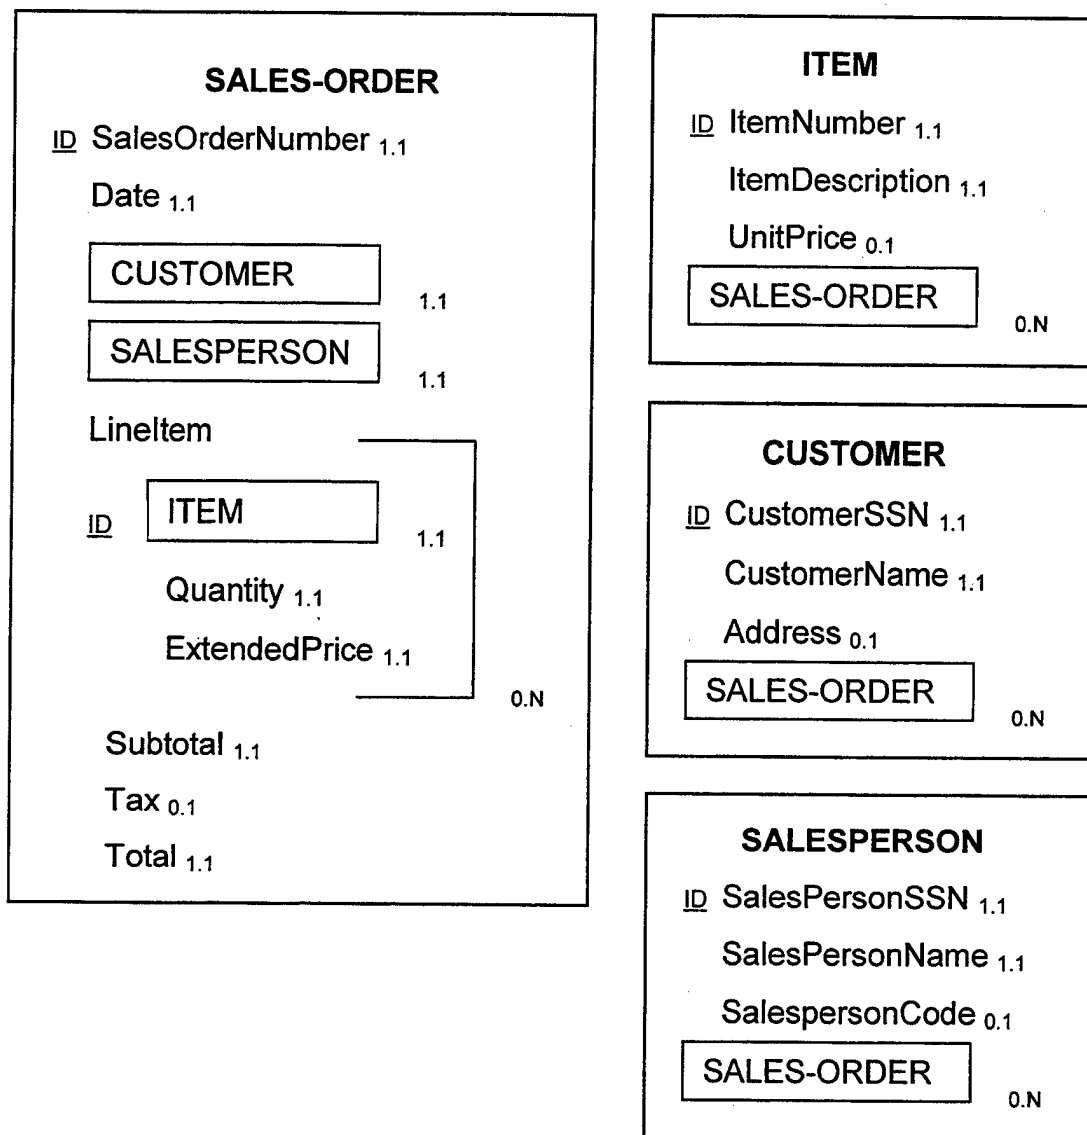 SALES-ORDER
ID SalesOrderNumber 1.1
Date 1.1
CUSTOMER 1.1
SALESPERSON 1.1
LineItem
ID ITEM 1.1
Quantity 1.1
ExtendedPrice 1.1
0.N
Subtotal 1.1
Tax 0.1
Total 1.1
ITEM
ID ItemNumber 1.1
ItemDescription 1.1
UnitPrice 0.1
SALES-ORDER 0.N
CUSTOMER
ID CustomerSSN 1.1
CustomerName 1.1
Address 0.1
SALES-ORDER 0.N
SALESPERSON
ID SalesPersonSSN 1.1
SalesPersonName 1.1
SalespersonCode 0.1
SALES-ORDER 0.N